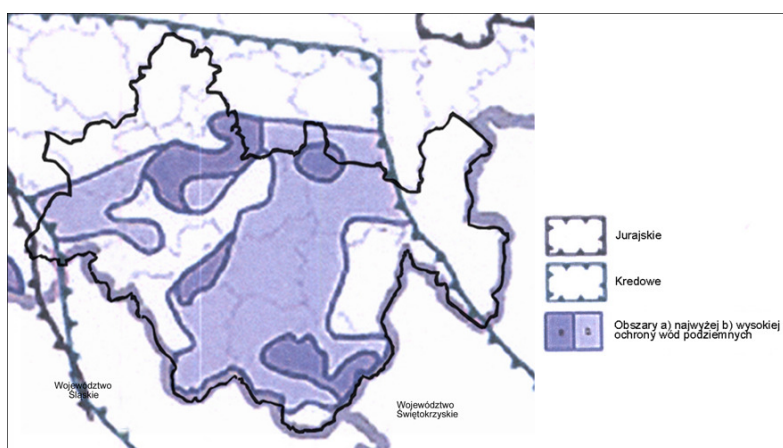 Jurajskie
Kredowe
a
b
Obszary a) najwyżej b) wysokiej
ochrony wód podziemnych
Województwo
Śląskie
Województwo
Świętokrzyskie